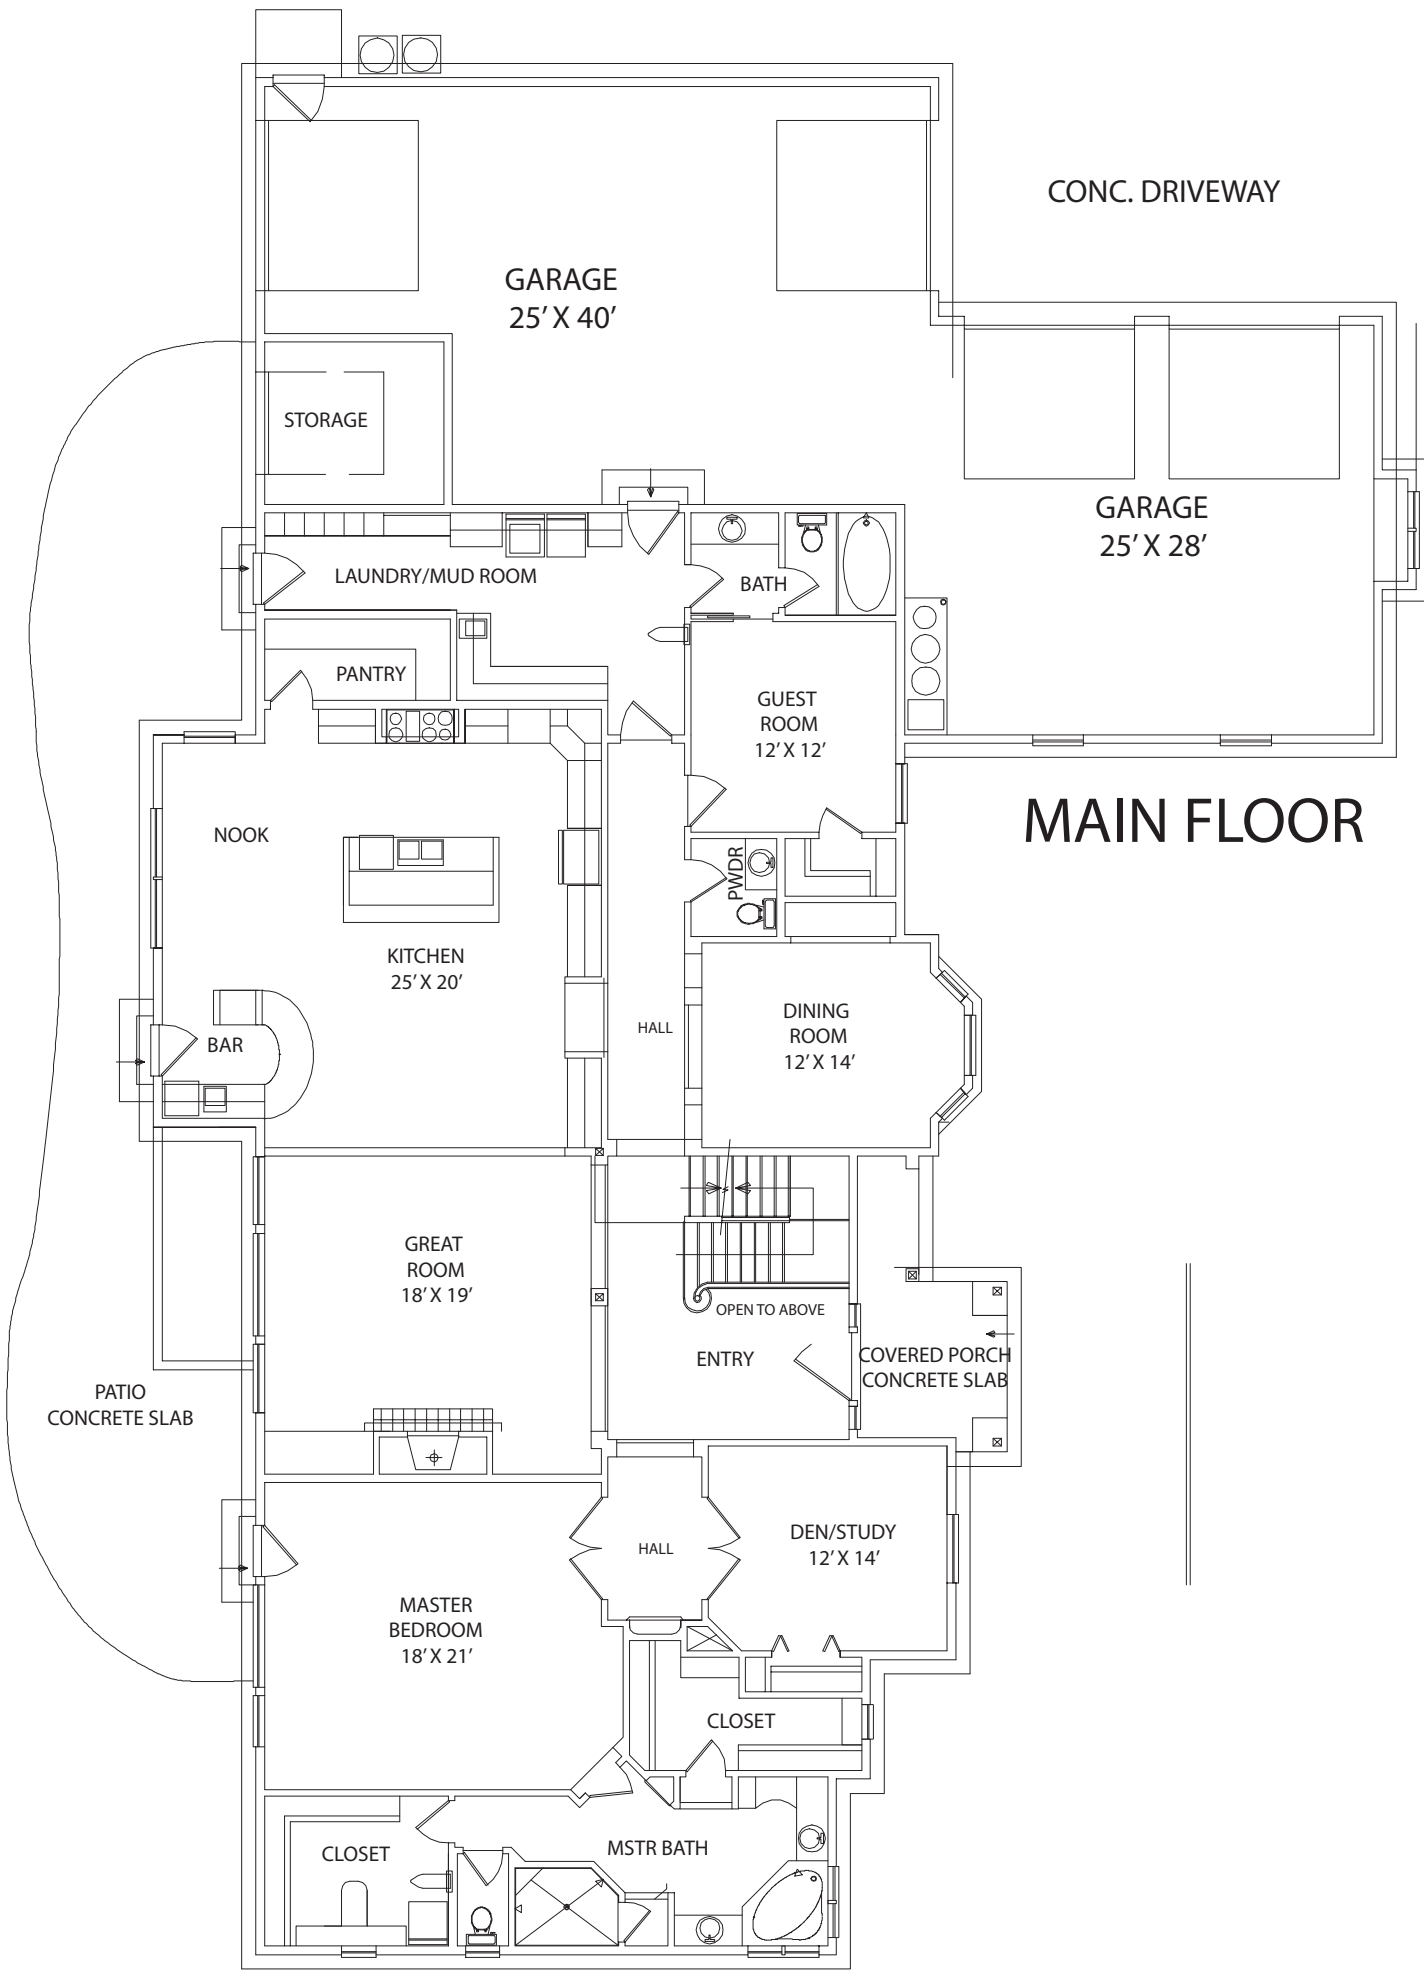 CONC. DRIVEWAY
GARAGE
25' X 40'
STORAGE
GARAGE
25' X 28'
LAUNDRY/MUD ROOM
BATH
PANTRY
GUEST
ROOM
12' X 12'
MAIN FLOOR
NOOK
PWDR
KITCHEN
25' X 20'
BAR
HALL
DINING
ROOM
12' X 14'
GREAT
ROOM
18' X 19'
OPEN TO ABOVE
ENTRY
COVERED PORCH
CONCRETE SLAB
PATIO
CONCRETE SLAB
HALL
DEN/STUDY
12' X 14'
MASTER
BEDROOM
18' X 21'
CLOSET
MSTR BATH
CLOSET